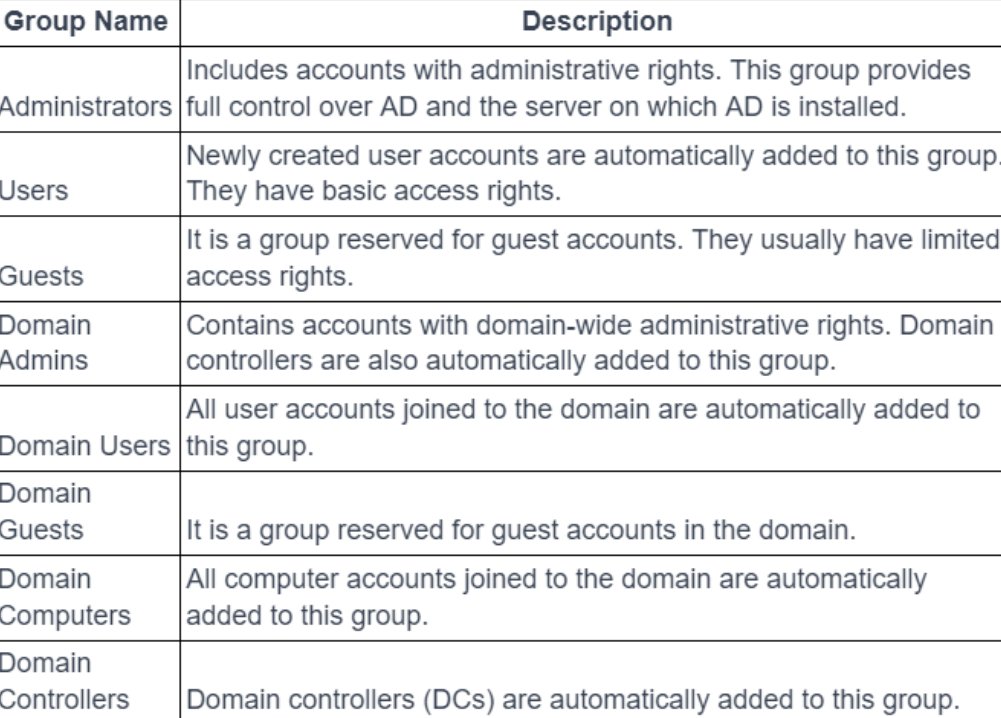 Group Name Description
Includes accounts with administrative rights. This group provides
Administrators full control over AD and the server on which AD is installed.
Newly created user accounts are automatically added to this group.
Users They have basic access rights.
It is a group reserved for guest accounts. They usually have limited
Guests access rights.
Domain Contains accounts with domain-wide administrative rights. Domain
Admins controllers are also automatically added to this group.
All user accounts joined to the domain are automatically added to
Domain Users this group.
Domain
Guests It is a group reserved for guest accounts in the domain.
Domain All computer accounts joined to the domain are automatically
Computers added to this group.
Domain
Controllers Domain controllers (DCs) are automatically added to this group.